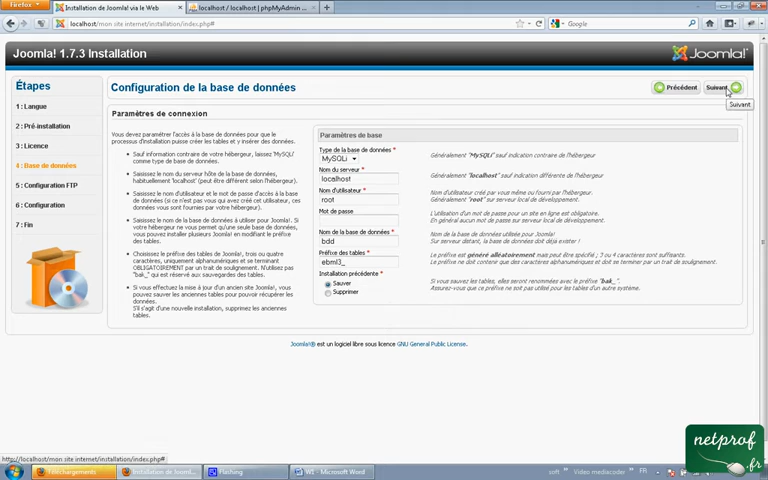 Firefox
Installation de Joomla! via le Web
localhost / localhost | phpMyAdmin ...
localhost/mon site internet/installation/index.php#
Google
Joomla! 1.7.3 Installation
Joomla!
Étapes
1 : Langue
2 : Pré-installation
3 : Licence
4 : Base de données
5 : Configuration FTP
6 : Configuration
7 : Fin
Configuration de la base de données
Précédent
Suivant
Suivant
Paramètres de connexion
Vous devez paramétrer l'accès à la base de données pour que le
processus d'installation puisse créer les tables et y insérer des données.
Sauf information contraire de votre
hébergeur, laissez 'MySQLi'
comme type de base de données.
Saisissez le nom du serveur
hôte de la base de données,
habituellement localhost
(peut être différent selon l'hébergeur).
Saisissez le nom d'utilisateur
et le mot de passe d'accès à la
base de données (si ce n'est pas
vous qui avez créé cet utilisateur, ces
données vous sont fournies par
votre hébergeur).
Saisissez le nom de la base de
données à utiliser pour Joomla! Si
vous ne pouvez avoir qu'une seule base de données, vous
pouvez installer plusieurs Joomla! en modifiant le préfixe
des tables.
Choisissez le préfixe des tables, trois ou quatre
caractères, uniquement alphanumériques et se terminant
OBLIGATOIREMENT par un trait de soulignement. N'utilisez pas
"bak_" qui est réservé aux sauvegardes des tables.
Si vous effectuez la mise à jour d'un ancien site Joomla!, vous
pouvez sauver les anciennes tables pour pouvoir récupérer les
données.
S'il s'agit d'une nouvelle installation, supprimez les anciennes
tables.
Paramètres de base
Type de la base de données *
MySQLi
Généralement "MySQLi" sauf indication contraire de l'hébergeur
Nom du serveur *
localhost
Généralement "localhost" sauf indication différente de l'hébergeur
Nom d'utilisateur *
root
Nom d'utilisateur créé par vous même ou fourni par l'hébergeur.
Généralement "root" sur serveur local de développement.
Mot de passe
L'utilisation d'un mot de passe pour un site en ligne est obligatoire.
En général aucun mot de passe sur serveur local de développement.
Nom de la base de données *
bdd
Nom de la base de données utilisée pour Joomla!
Sur serveur distant, la base de données doit déjà exister !
Préfixe des tables *
ebml3_
Le préfixe est généré aléatoirement mais peut être spécifié ; 3 ou 4 caractères sont suffisants.
Le préfixe ne doit contenir que des caractères alphanumériques et doit se terminer par un trait de soulignement.
Installation précédente *
Sauver
Supprimer
Si vous sauvez les tables, elles seront renommées avec le préfixe "bak_".
Assurez-vous que ce préfixe ne soit pas utilisé pour les tables d'un autre système.
Joomla!® est un logiciel libre sous licence GNU General Public License.
http://localhost/mon site internet/installation/index.php#
netprof
.fr
Téléchargements
Installation de Jooml...
Flashing
W1 - Microsoft Word
soft
Video mediacoder
FR